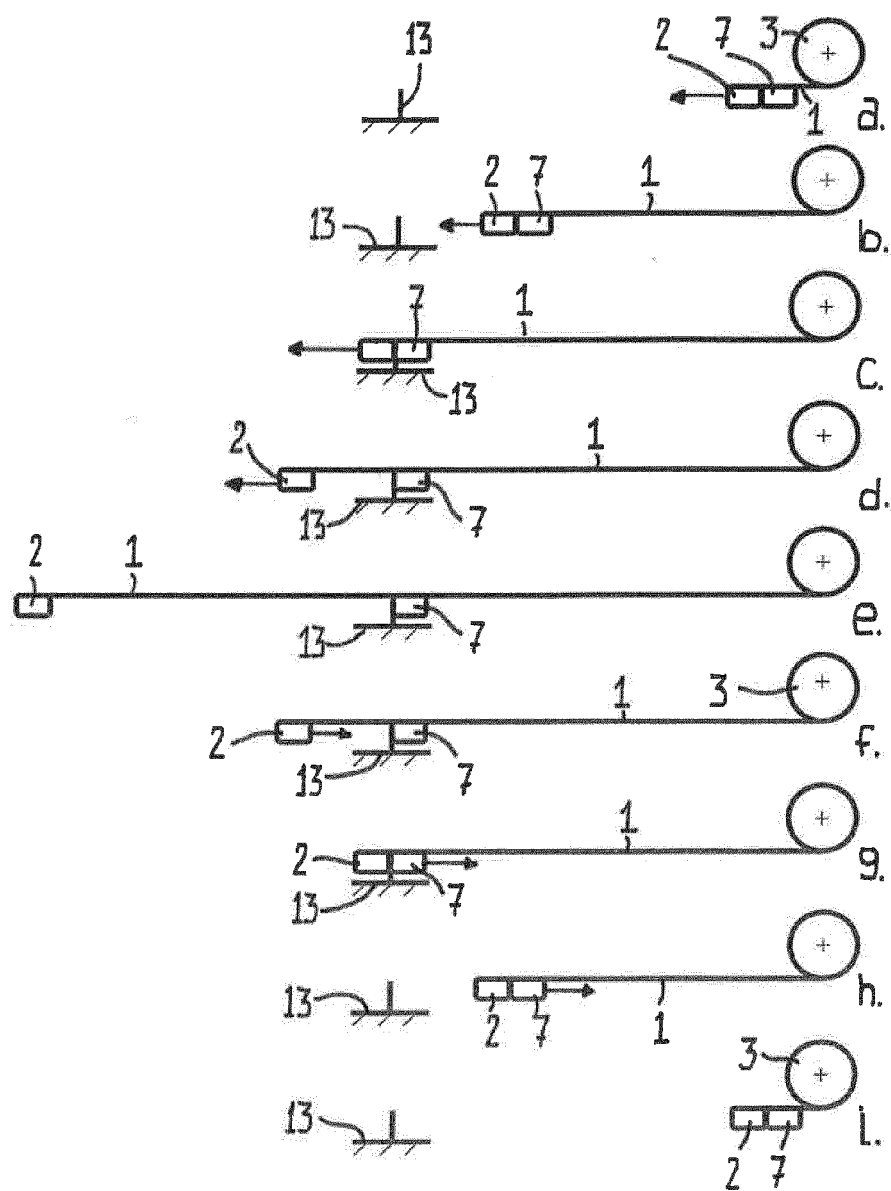 13 2 7 3 1 a.
13 2 7 1 b.
7 1 13 c.
2 13 7 1 d.
2 1 13 7 e.
2 13 7 1 3 f.
2 13 7 1 g.
13 2 7 1 h.
13 2 7 3 i.